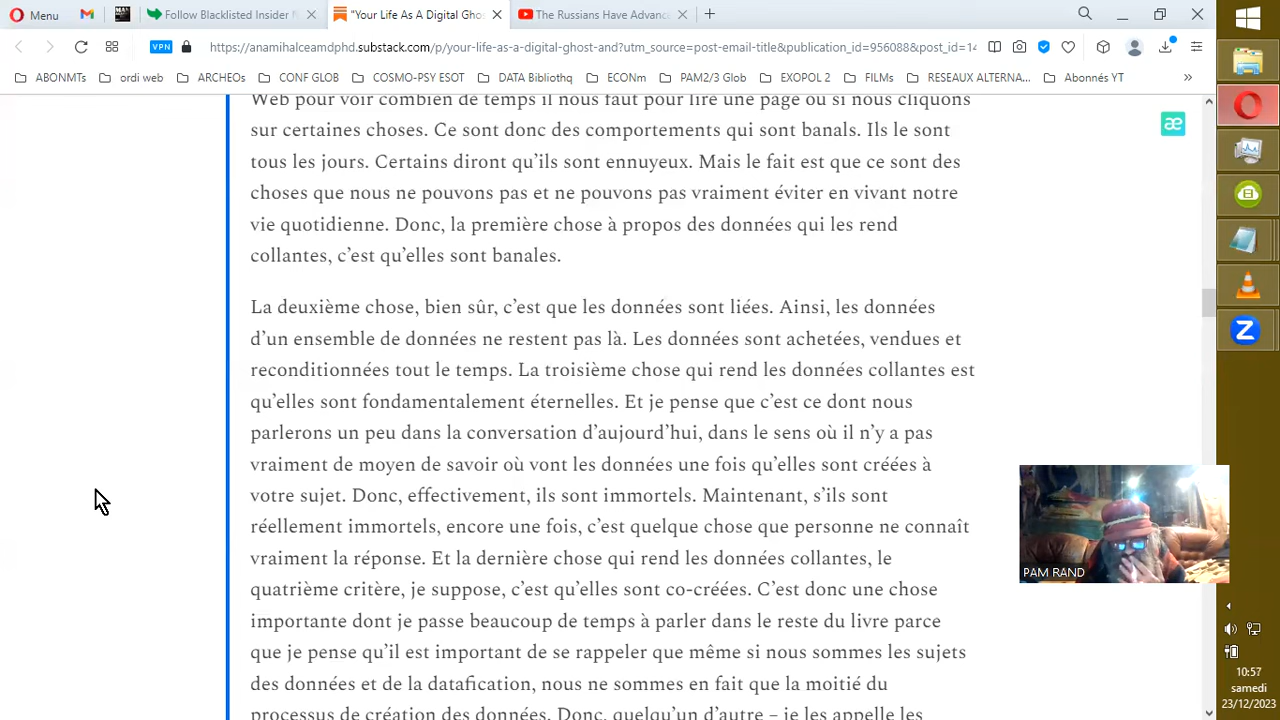 Menu
Follow Blacklisted Insider
"Your Life As A Digital Ghos
The Russians Have Advanc
VPN
https://anamihalceamdphd.substack.com/p/your-life-as-a-digital-ghost-and?utm_source=post-email-title&publication_id=956088&post_id=14
ABONMTs
ordi web
ARCHEOs
CONF GLOB
COSMO-PSY ESOT
DATA Bibliothq
ECONm
PAM2/3 Glob
EXOPOL 2
FILMs
RESEAUX ALTERNA...
Abonnés YT
»
Web pour voir combien de temps il nous faut pour lire une page ou si nous cliquons
sur certaines choses. Ce sont donc des comportements qui sont banals. Ils le sont
tous les jours. Certains diront qu'ils sont ennuyeux. Mais le fait est que ce sont des
choses que nous ne pouvons pas et ne pouvons pas vraiment éviter en vivant notre
vie quotidienne. Donc, la première chose à propos des données qui les rend
collantes, c'est qu'elles sont banales.
La deuxième chose, bien sûr, c'est que les données sont liées. Ainsi, les données
d'un ensemble de données ne restent pas là. Les données sont achetées, vendues et
reconditionnées tout le temps. La troisième chose qui rend les données collantes est
qu'elles sont fondamentalement éternelles. Et je pense que c'est ce dont nous
parlerons un peu dans la conversation d'aujourd'hui, dans le sens où il n'y a pas
vraiment de moyen de savoir où vont les données une fois qu'elles sont créées à
votre sujet. Donc, effectivement, ils sont immortels. Maintenant, s'ils sont
réellement immortels, encore une fois, c'est quelque chose que personne ne connaît
vraiment la réponse. Et la dernière chose qui rend les données collantes, le
quatrième critère, je suppose, c'est qu'elles sont co-créées. C'est donc une chose
importante dont je passe beaucoup de temps à parler dans le reste du livre parce
que je pense qu'il est important de se rappeler que même si nous sommes les sujets
des données et de la datafication, nous ne sommes en fait que la moitié du
processus de création des données. Donc, quelqu'un d'autre – je les appelle les
æ
PAM RAND
10:57
samedi
23/12/2023